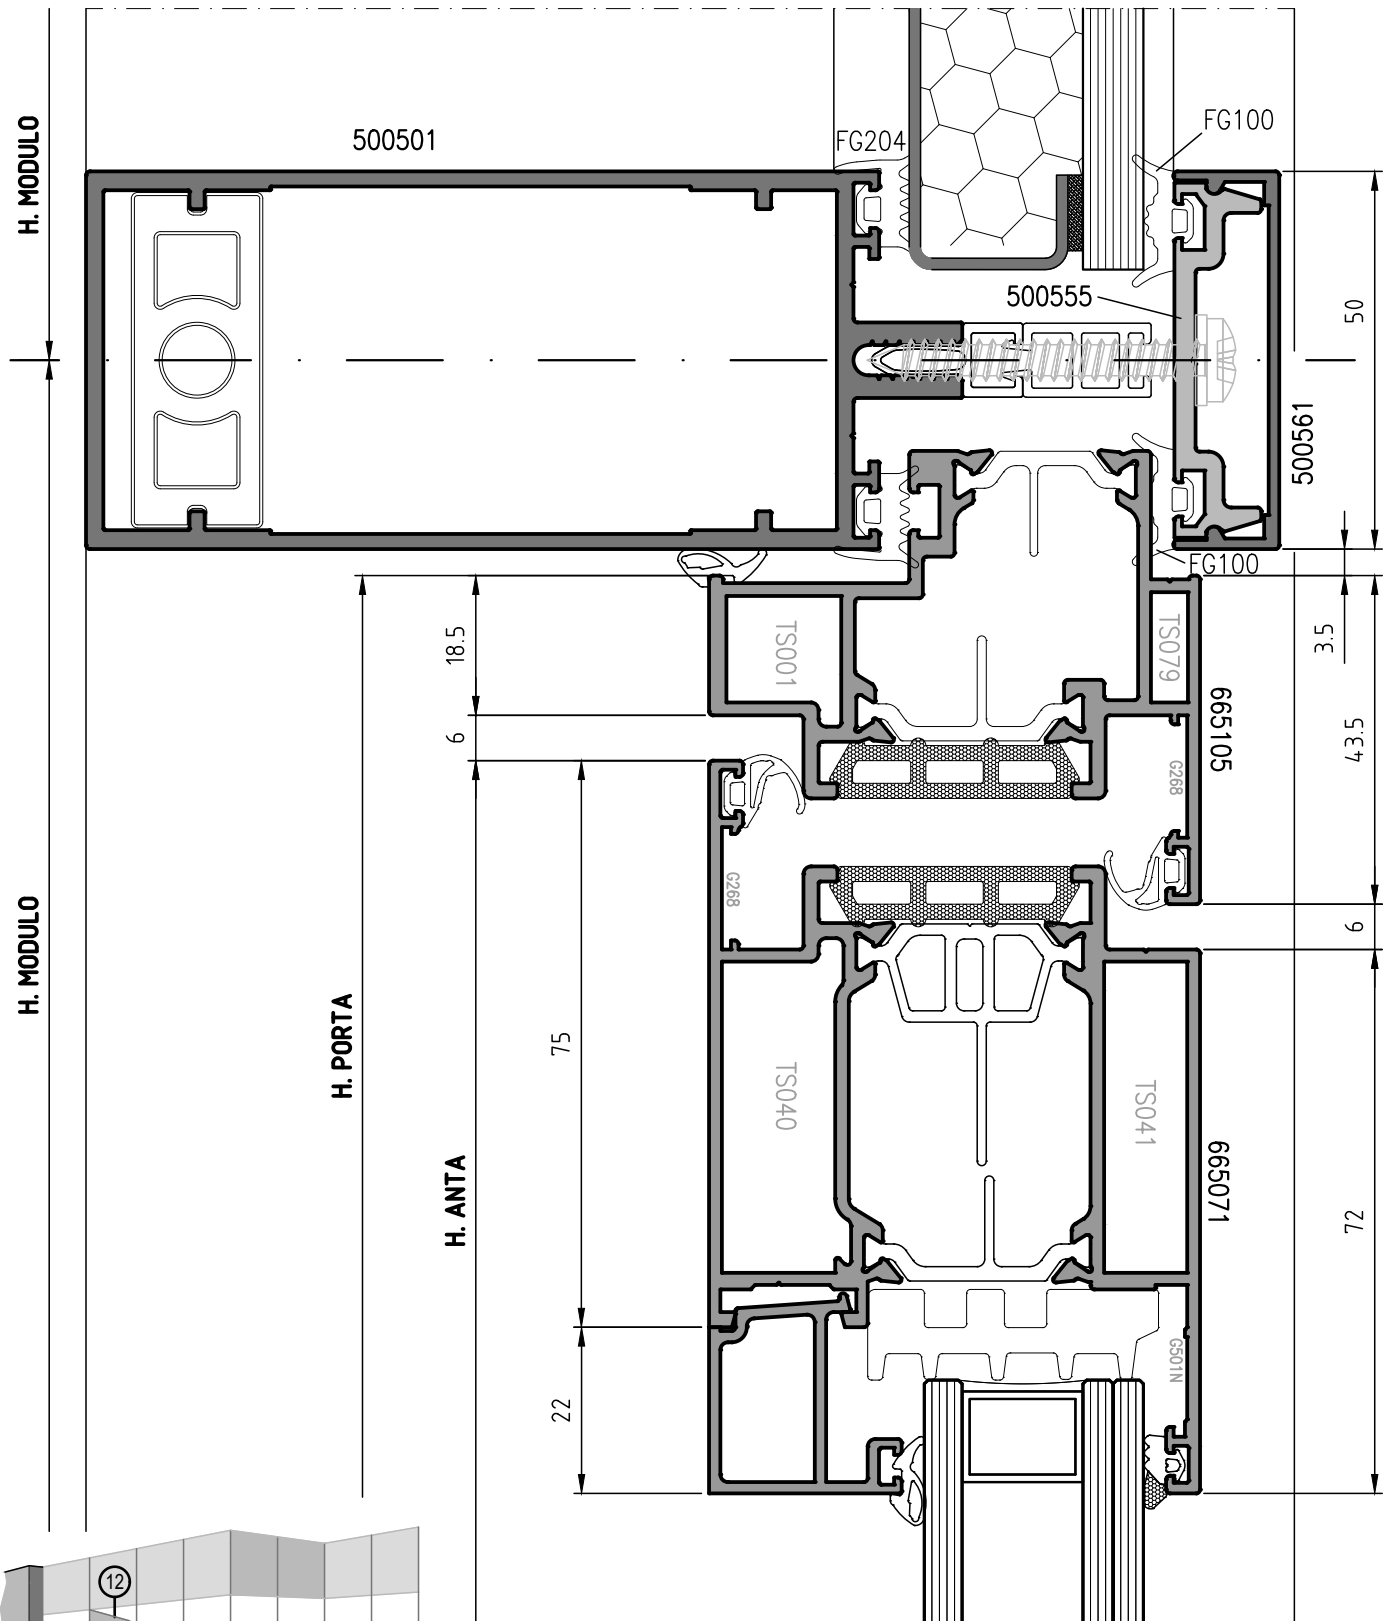 H. MODULO
500501
FG204
FG100
500555
50
500561
FG100
3.5
18.5
TS001
TS079
665105
43.5
6
G268
G268
6
H. MODULO
H. PORTA
75
TS040
TS041
H. ANTA
665071
72
G501N
22
12